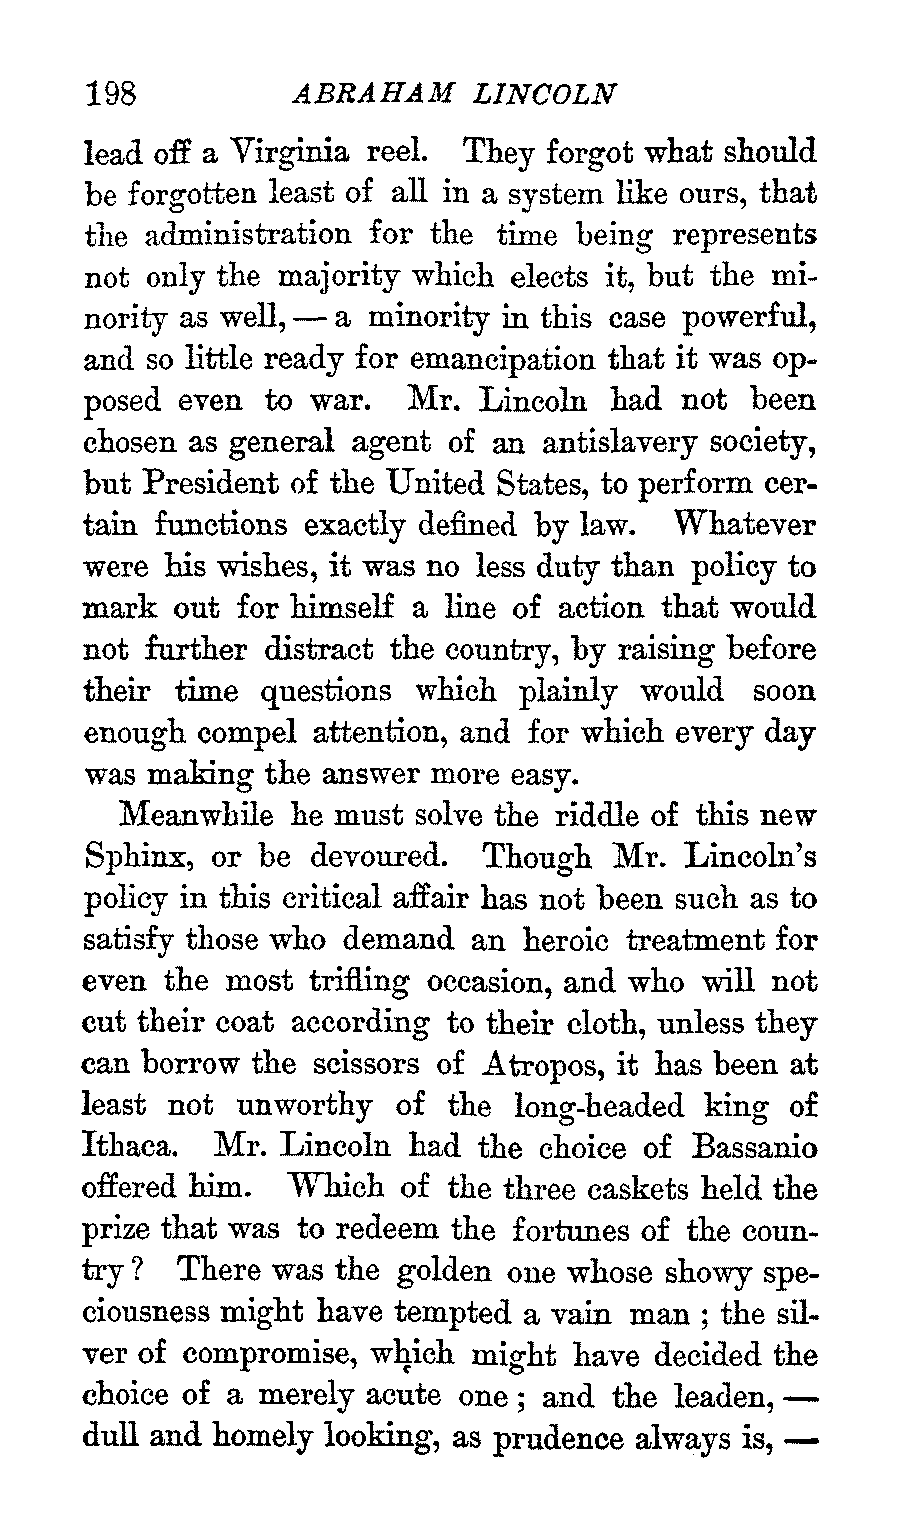 198 ABRAHAM LINCOLN
lead off a Virginia reel. They forgot what should
be forgotten least of all in a system like ours, that
the administration for the time being represents
not only the majority which elects it, but the mi-
nority as well, — a minority in this case powerful,
and so little ready for emancipation that it was op-
posed even to war. Mr. Lincoln had not been
chosen as general agent of an antislavery society,
but President of the United States, to perform cer-
tain functions exactly defined by law. Whatever
were his wishes, it was no less duty than policy to
mark out for himself a line of action that would
not further distract the country, by raising before
their time questions which plainly would soon
enough compel attention, and for which every day
was making the answer more easy.
Meanwhile he must solve the riddle of this new
Sphinx, or be devoured. Though Mr. Lincoln's
policy in this critical affair has not been such as to
satisfy those who demand an heroic treatment for
even the most trifling occasion, and who will not
cut their coat according to their cloth, unless they
can borrow the scissors of Atropos, it has been at
least not unworthy of the long-headed king of
Ithaca. Mr. Lincoln had the choice of Bassanio
offered him. Which of the three caskets held the
prize that was to redeem the fortunes of the coun-
try? There was the golden one whose showy spe-
ciousness might have tempted a vain man; the sil-
ver of compromise, which might have decided the
choice of a merely acute one; and the leaden, —
dull and homely looking, as prudence always is, —